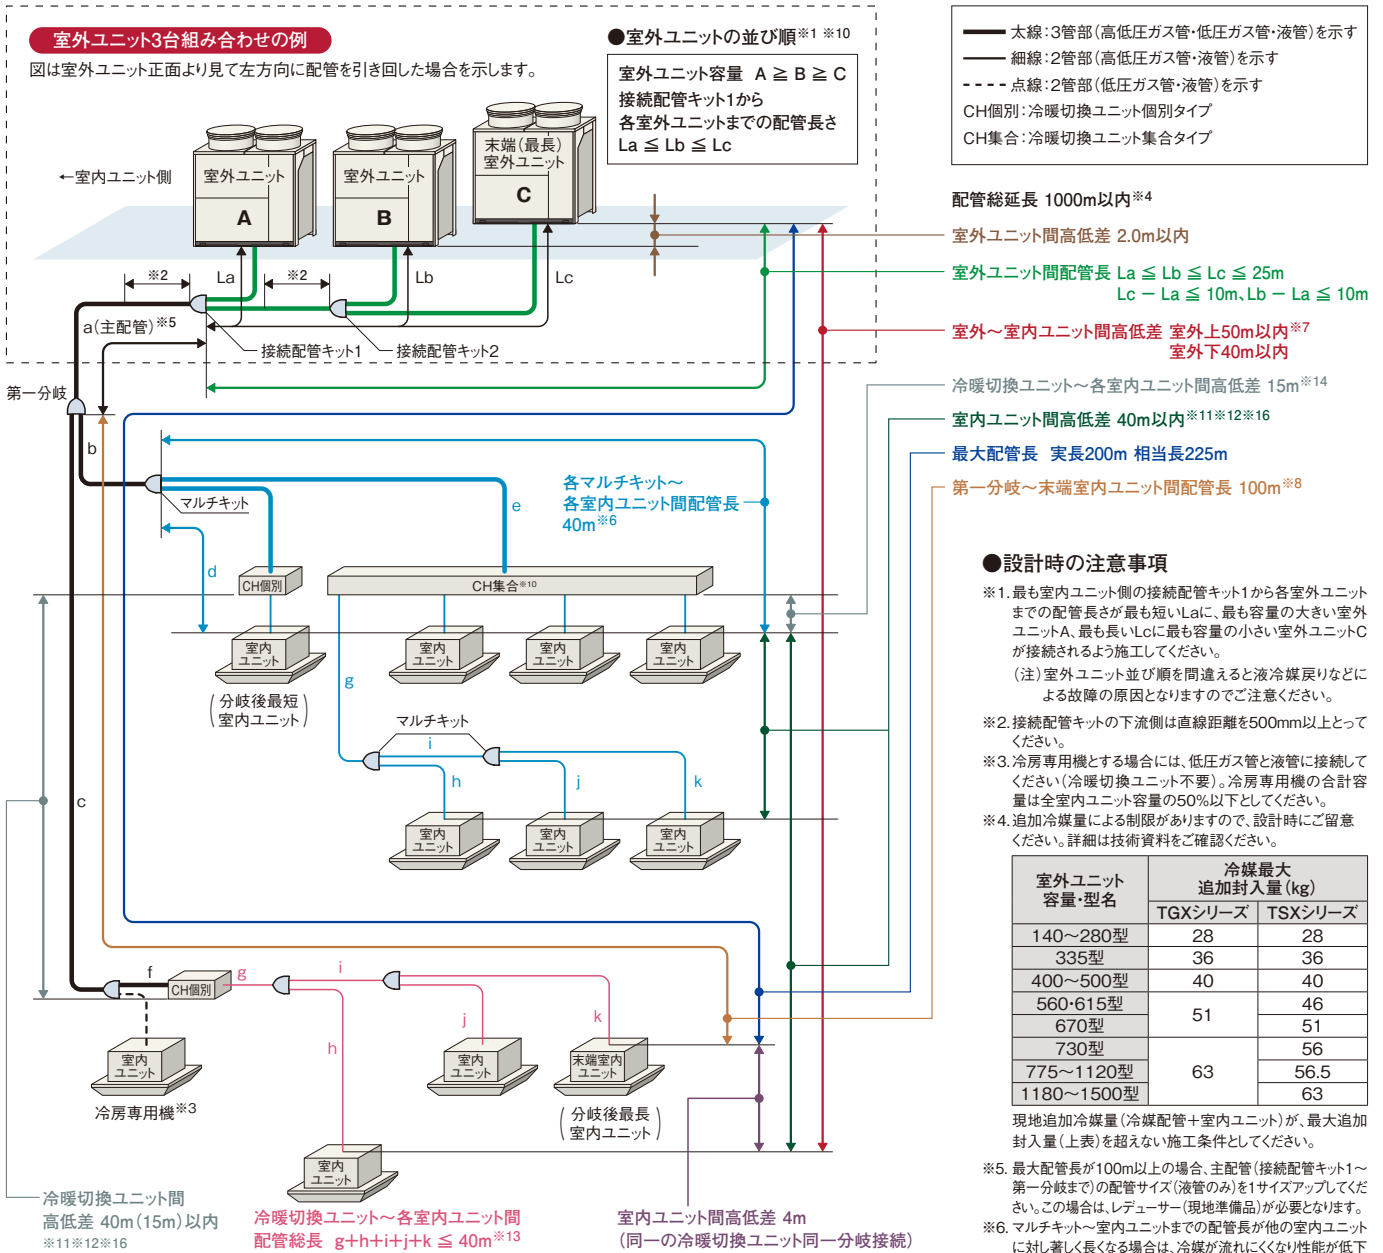 室外ユニット3台組み合わせの例
図は室外ユニット正面より見て左方向に配管を引き回した場合を示します。
●室外ユニットの並び順※1 ※10
室外ユニット容量 A ≧ B ≧ C
接続配管キット1から
各室外ユニットまでの配管長さ
La ≦ Lb ≦ Lc
←室内ユニット側
室外ユニット
A
室外ユニット
B
末端(最長)
室外ユニット
C
※2
La
※2
Lb
Lc
a(主配管)※5
接続配管キット1
接続配管キット2
第一分岐
b
マルチキット
d
e
各マルチキット～
各室内ユニット間配管長
40m※6
CH個別
CH集合※10
室内
ユニット
室内
ユニット
室内
ユニット
室内
ユニット
(分岐後最短
室内ユニット)
g
マルチキット
i
h
j
k
室内
ユニット
室内
ユニット
室内
ユニット
c
f
CH個別
g
i
h
j
k
室内
ユニット
冷房専用機※3
室内
ユニット
末端室内
ユニット
(分岐後最長
室内ユニット)
室内
ユニット
冷暖切換ユニット間
高低差 40m(15m)以内
※11※12※16
冷暖切換ユニット～各室内ユニット間
配管総長 g+h+i+j+k ≦ 40m※13
室内ユニット間高低差 4m
(同一の冷暖切換ユニット同一分岐接続)
太線：3管部(高低圧ガス管・低圧ガス管・液管)を示す
細線：2管部(高低圧ガス管・液管)を示す
点線：2管部(低圧ガス管・液管)を示す
CH個別：冷暖切換ユニット個別タイプ
CH集合：冷暖切換ユニット集合タイプ
配管総延長 1000m以内※4
室外ユニット間高低差 2.0m以内
室外ユニット間配管長 La ≦ Lb ≦ Lc ≦ 25m
Lc － La ≦ 10m、Lb － La ≦ 10m
室外～室内ユニット間高低差 室外上50m以内※7
室外下40m以内
冷暖切換ユニット～各室内ユニット間高低差 15m※14
室内ユニット間高低差 40m以内※11※12※16
最大配管長 実長200m 相当長225m
第一分岐～末端室内ユニット間配管長 100m※8
●設計時の注意事項
※1. 最も室内ユニット側の接続配管キット1から各室外ユニット
までの配管長さが最も短いLaに、最も容量の大きい室外
ユニットA、最も長いLcに最も容量の小さい室外ユニットC
が接続されるよう施工してください。
(注)室外ユニット並び順を間違えると液冷媒戻りなどに
よる故障の原因となりますのでご注意ください。
※2. 接続配管キットの下流側は直線距離を500mm以上とって
ください。
※3. 冷房専用機とする場合には、低圧ガス管と液管に接続して
ください(冷暖切換ユニット不要)。冷房専用機の合計容
量は全室内ユニット容量の50%以下としてください。
※4. 追加冷媒量による制限がありますので、設計時にご留意
ください。詳細は技術資料をご確認ください。
室外ユニット
容量・型名
冷媒最大
追加封入量(kg)
TGXシリーズ TSXシリーズ
140～280型 28 28
335型 36 36
400～500型 40 40
560・615型 51 46
670型 51
730型 63 56
775～1120型 56.5
1180～1500型 63
現地追加冷媒量(冷媒配管＋室内ユニット)が、最大追加
封入量(上表)を超えない施工条件としてください。
※5. 最大配管長が100m以上の場合、主配管(接続配管キット1～
第一分岐まで)の配管サイズ(液管のみ)を1サイズアップしてくだ
さい。この場合は、レデューサー(現地準備品)が必要となります。
※6. マルチキット～室内ユニットまでの配管長が他の室内ユニット
に対し著しく長くなる場合は、冷媒が流れにくくなり性能が低下